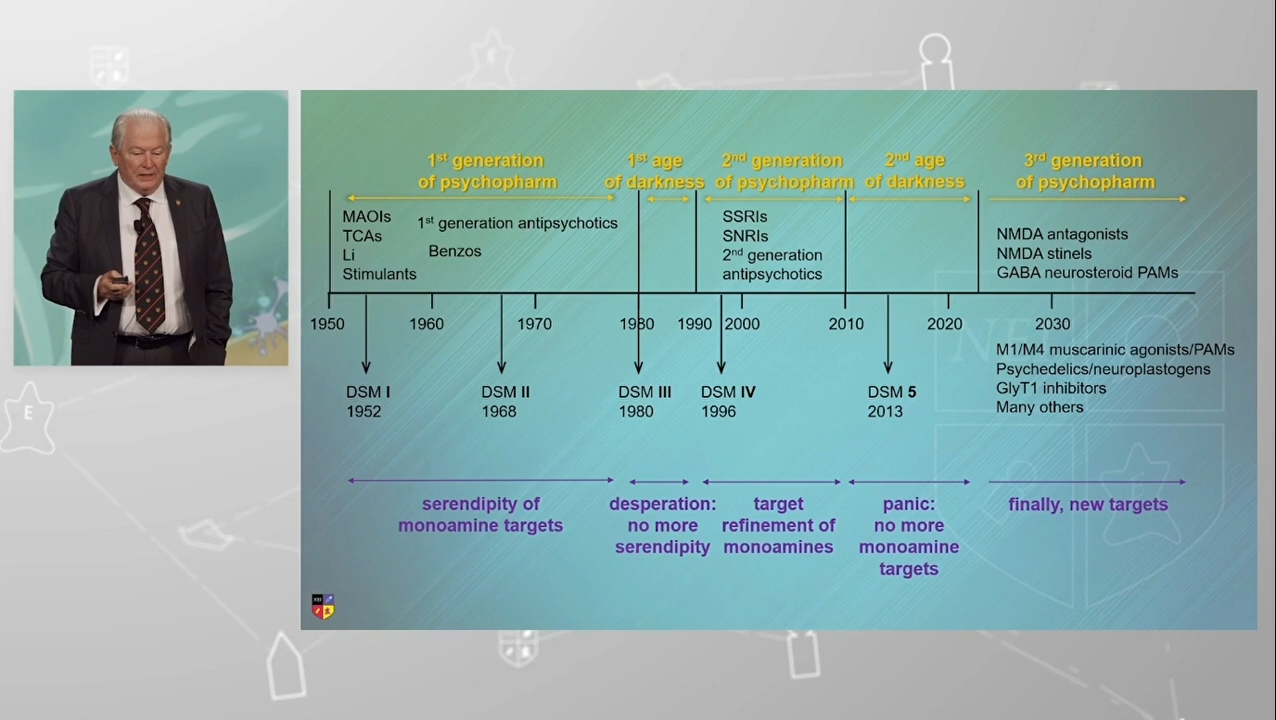 1st generation
of psychopharm
1st age
of darkness
2nd generation
of psychopharm
2nd age
of darkness
3rd generation
of psychopharm
MAOIs
TCAs
Li
Stimulants
1st generation antipsychotics
Benzos
SSRIs
SNRIs
2nd generation
antipsychotics
NMDA antagonists
NMDA stinels
GABA neurosteroid PAMs
1950 1960 1970 1980 1990 2000 2010 2020 2030
M1/M4 muscarinic agonists/PAMs
Psychedelics/neuroplastogens
GlyT1 inhibitors
Many others
DSM I
1952
DSM II
1968
DSM III
1980
DSM IV
1996
DSM 5
2013
serendipity of
monoamine targets
desperation:
no more
serendipity
target
refinement of
monoamines
panic:
no more
monoamine
targets
finally, new targets
E